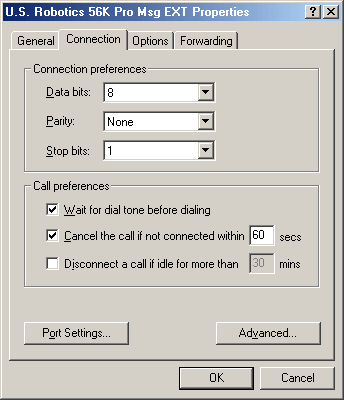 U.S. Robotics 56K Pro Msg EXT Properties
General Connection Options Forwarding
Connection preferences
Data bits: 8
Parity: None
Stop bits: 1
Call preferences
Wait for dial tone before dialing
Cancel the call if not connected within 60 secs
Disconnect a call if idle for more than 30 mins
Port Settings... Advanced...
OK Cancel